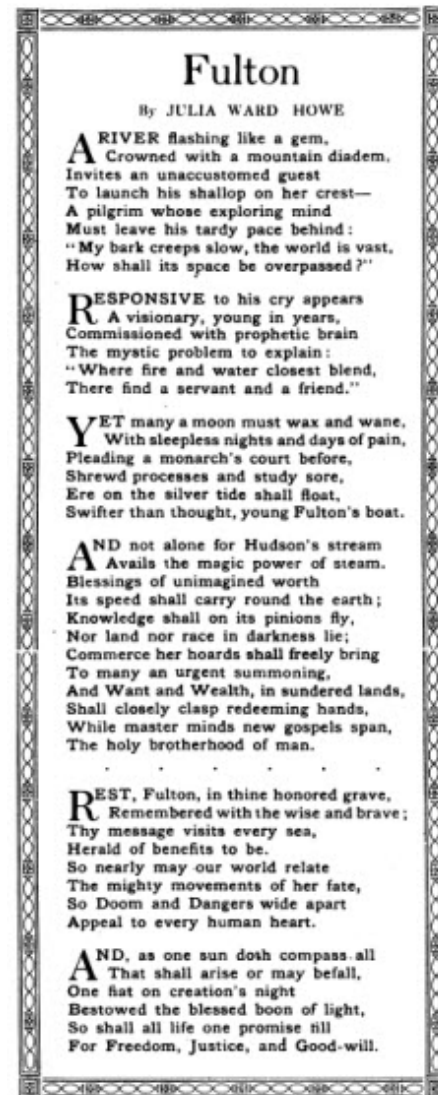 Fulton
By JULIA WARD HOWE
A RIVER flashing like a gem,
Crowned with a mountain diadem,
Invites an unaccustomed guest
To launch his shallop on her crest—
A pilgrim whose exploring mind
Must leave his tardy pace behind:
"My bark creeps slow, the world is vast,
How shall its space be overpassed?"
RESPONSIVE to his cry appears
A visionary, young in years,
Commissioned with prophetic brain
The mystic problem to explain:
"Where fire and water closest blend,
There find a servant and a friend."
YET many a moon must wax and wane,
With sleepless nights and days of pain,
Pleading a monarch's court before,
Shrewd processes and study sore,
Ere on the silver tide shall float,
Swifter than thought, young Fulton's boat.
AND not alone for Hudson's stream
Avails the magic power of steam.
Blessings of unimagined worth
Its speed shall carry round the earth;
Knowledge shall on its pinions fly,
Nor land nor race in darkness lie;
Commerce her hoards shall freely bring
To many an urgent summoning,
And Want and Wealth, in sundered lands,
Shall closely clasp redeeming hands,
While master minds new gospels span,
The holy brotherhood of man.
. . . . . .
REST, Fulton, in thine honored grave,
Remembered with the wise and brave;
Thy message visits every sea,
Herald of benefits to be.
So nearly may our world relate
The mighty movements of her fate,
So Doom and Dangers wide apart
Appeal to every human heart.
AND, as one sun doth compass all
That shall arise or may befall,
One fiat on creation's night
Bestowed the blessed boon of light,
So shall all life one promise fill
For Freedom, Justice, and Good-will.